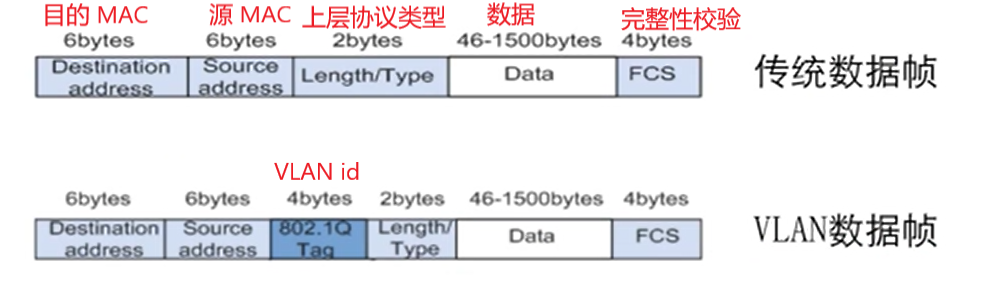 目的 MAC 源 MAC 上层协议类型 数据 完整性校验
6bytes 6bytes 2bytes 46-1500bytes 4bytes
Destination address Source address Length/Type Data FCS 传统数据帧
VLAN id
6bytes 6bytes 4bytes 2bytes 46-1500bytes 4bytes
Destination address Source address 802.1Q Tag Length/Type Data FCS VLAN数据帧